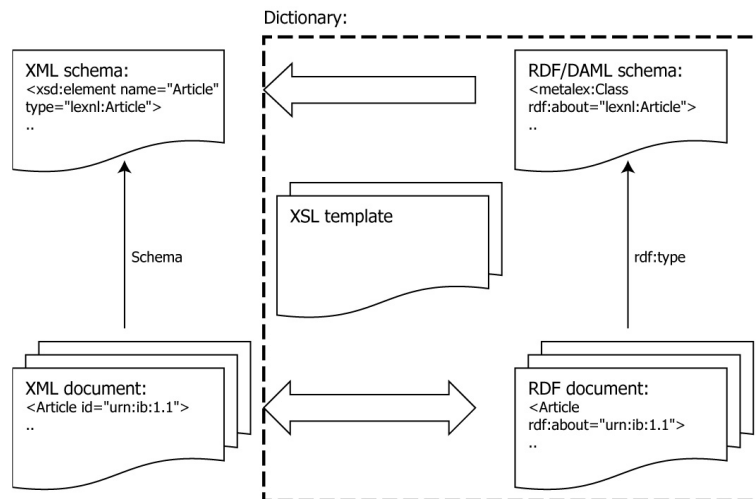 Dictionary:
XML schema:
<xsd:element name="Article"
type="lexnl:Article">
..
RDF/DAML schema:
<metalex:Class
rdf:about="lexnl:Article">
..
XSL template
Schema
rdf:type
XML document:
<Article id="urn:ib:1.1">
..
RDF document:
<Article
rdf:about="urn:ib:1.1">
..